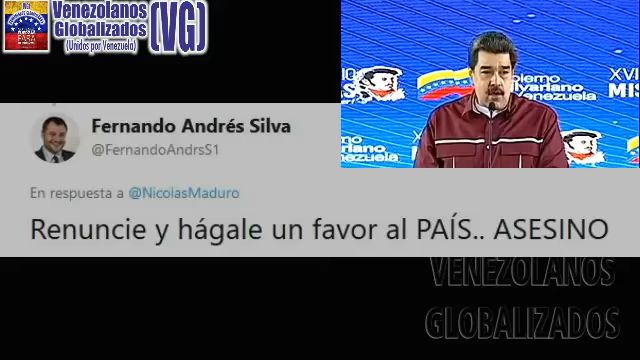 Venezolanos
Globalizados
(Unidos por Venezuela)
(VG)
Fernando Andrés Silva
@FernandoAndrsS1
En respuesta a @NicolasMaduro
Renuncie y hágale un favor al PAÍS.. ASESINO
VENEZOLANOS
GLOBALIZADOS